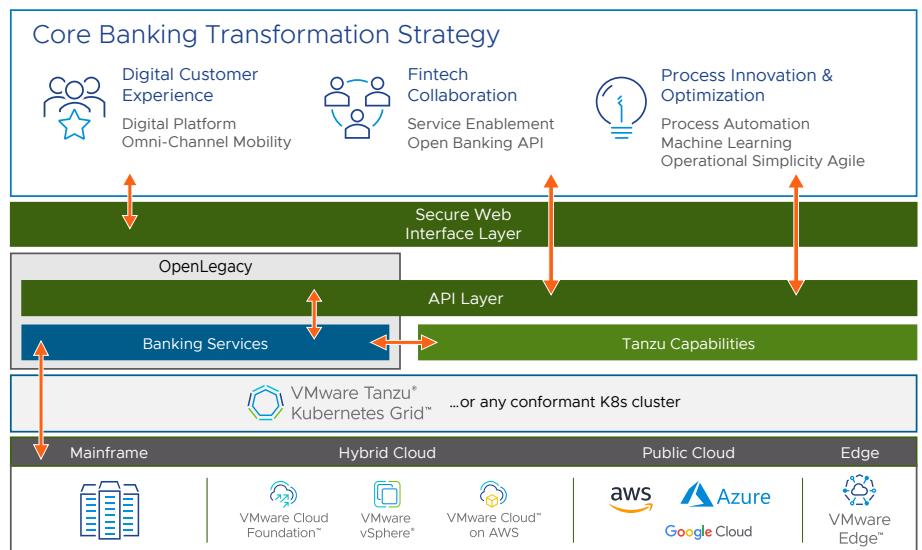 Core Banking Transformation Strategy
Digital Customer
Experience
Digital Platform
Omni-Channel Mobility
Fintech
Collaboration
Service Enablement
Open Banking API
Process Innovation &
Optimization
Process Automation
Machine Learning
Operational Simplicity Agile
Secure Web
Interface Layer
OpenLegacy
API Layer
Banking Services
Tanzu Capabilities
VMware Tanzu®
Kubernetes Grid™
...or any conformant K8s cluster
Mainframe
Hybrid Cloud
Public Cloud
Edge
VMware Cloud
Foundation™
VMware
vSphere®
VMware Cloud™
on AWS
aws
Azure
Google Cloud
VMware
Edge™